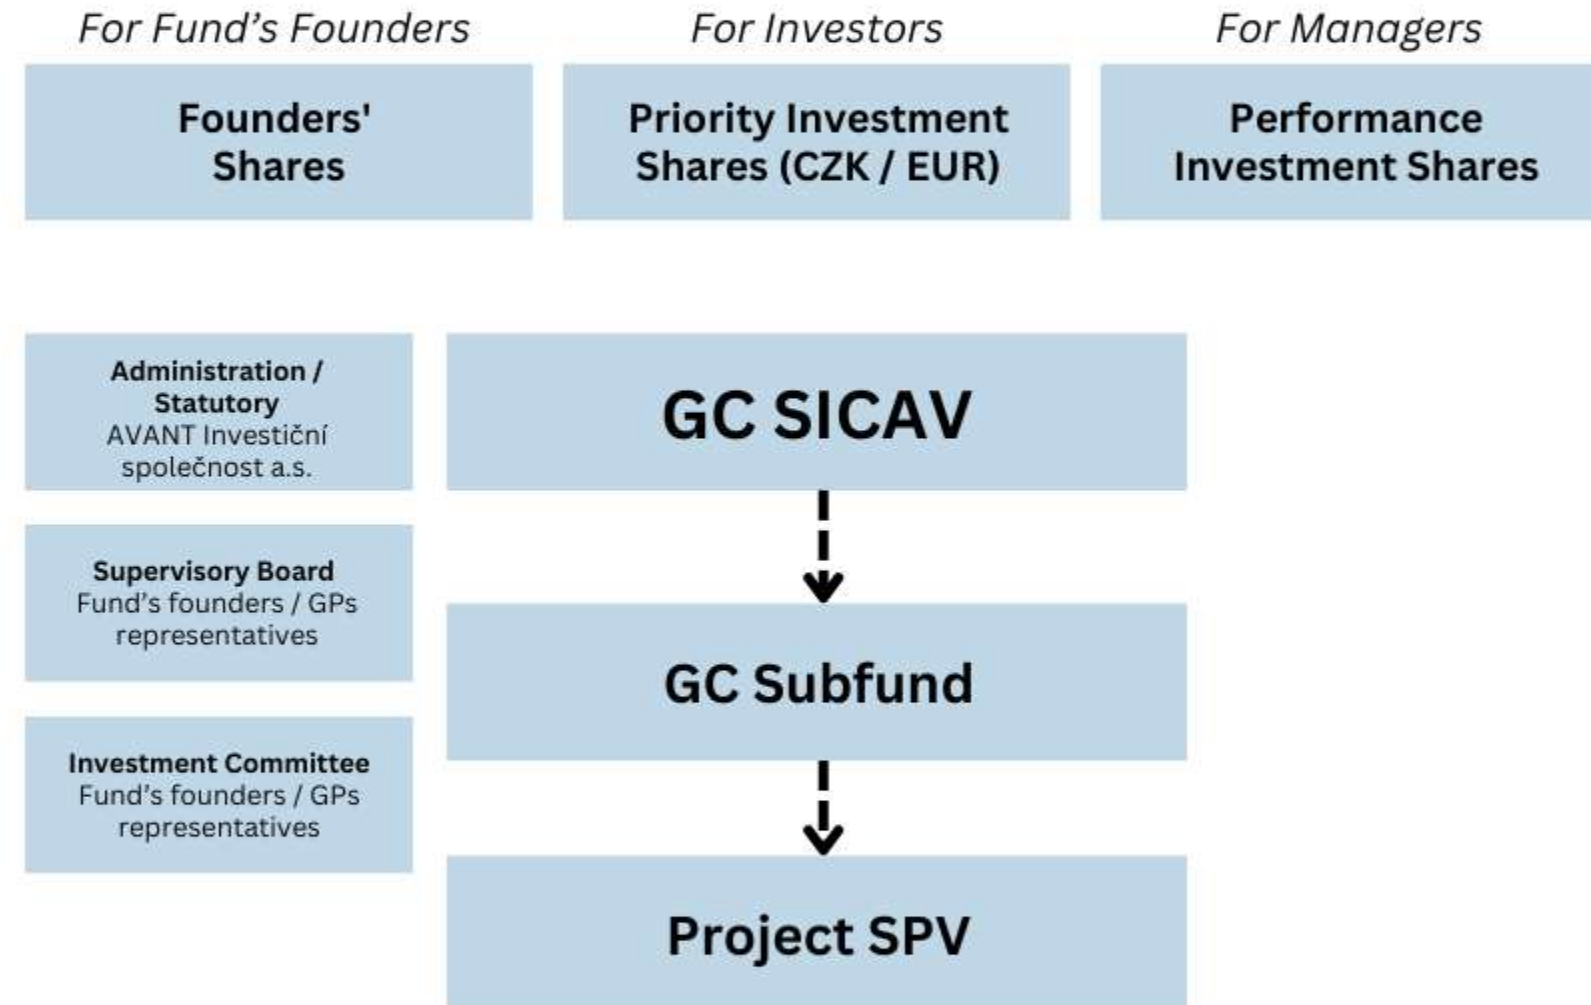 For Fund’s Founders
For Investors
For Managers
Founders'
Shares
Priority Investment
Shares (CZK / EUR)
Performance
Investment Shares
Administration /
Statutory
AVANT Investiční
společnost a.s.
GC SICAV
Supervisory Board
Fund’s founders / GPs
representatives
GC Subfund
Investment Committee
Fund’s founders / GPs
representatives
Project SPV